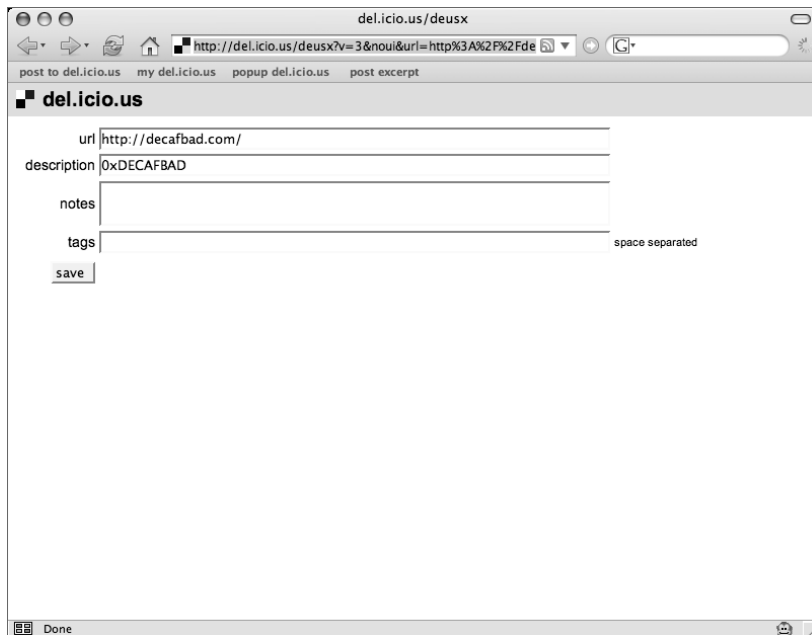 del.icio.us/deusx
http://del.icio.us/deusx?v=3&noui&url=http%3A%2F%2Fde
G
post to del.icio.us my del.icio.us popup del.icio.us post excerpt
del.icio.us
url http://decafbad.com/
description 0xDECAFBAD
notes
tags space separated
save
Done